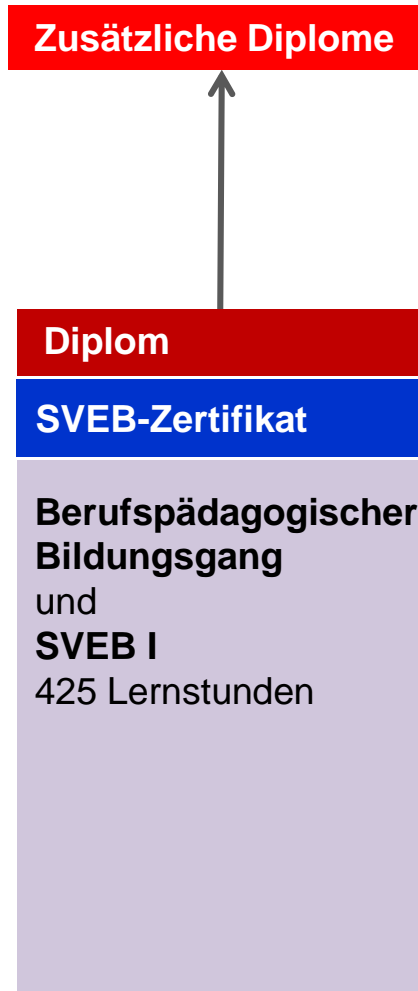 Zusätzliche Diplome
Diplom
SVEB-Zertifikat
Berufspädagogischer
Bildungsgang
und
SVEB I
425 Lernstunden